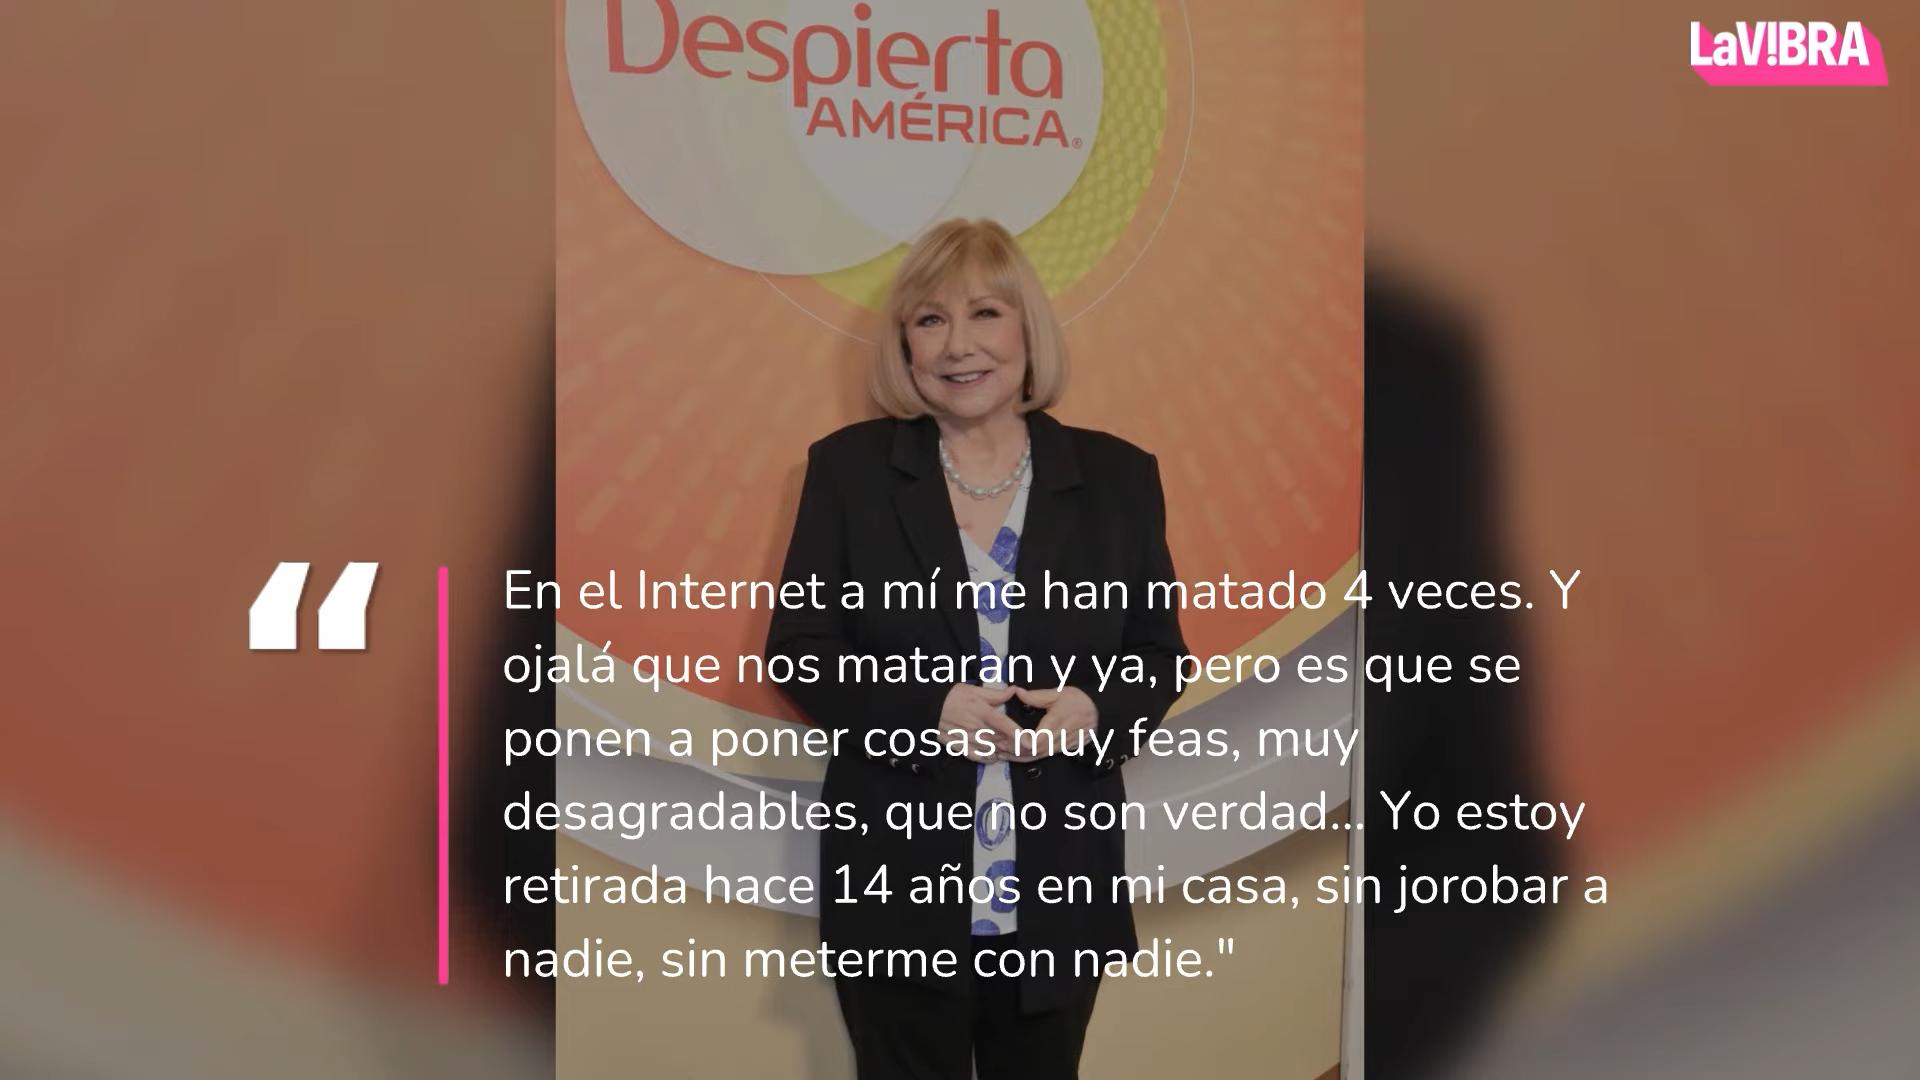 Despierta
AMÉRICA®
LaV!BRA
“
En el Internet a mí me han matado 4 veces. Y
ojalá que nos mataran y ya, pero es que se
ponen a poner cosas muy feas, muy
desagradables, que no son verdad... Yo estoy
retirada hace 14 años en mi casa, sin jorobar a
nadie, sin meterme con nadie."